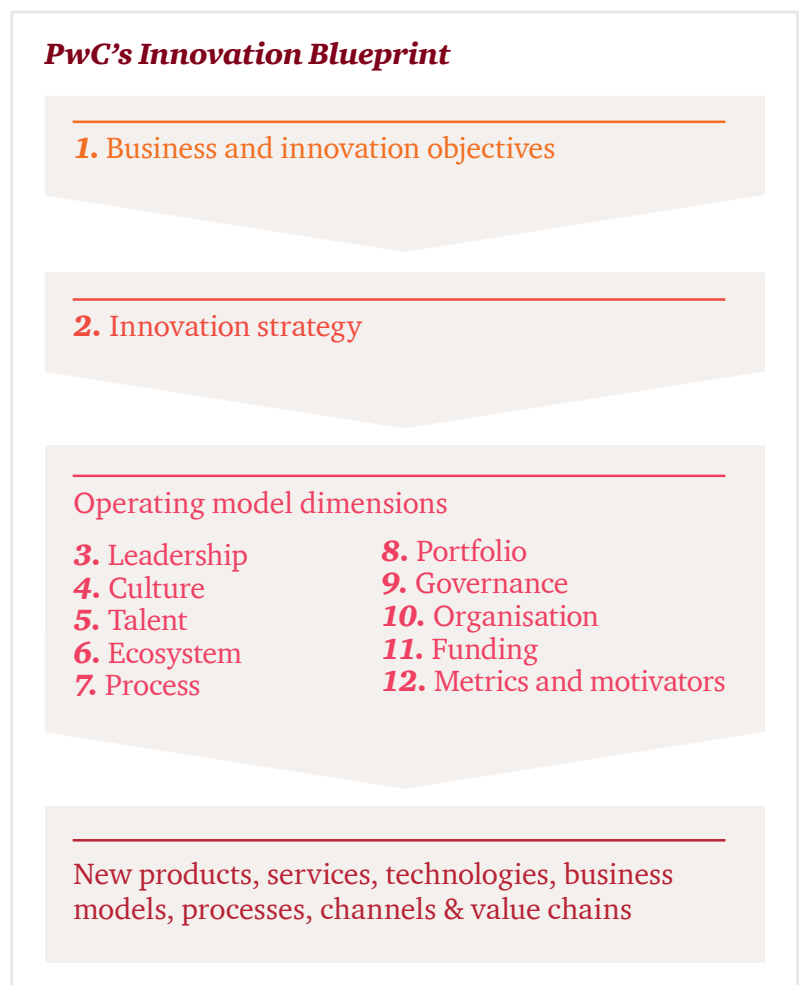 PwC’s Innovation Blueprint
1. Business and innovation objectives
2. Innovation strategy
Operating model dimensions
3. Leadership
4. Culture
5. Talent
6. Ecosystem
7. Process
8. Portfolio
9. Governance
10. Organisation
11. Funding
12. Metrics and motivators
New products, services, technologies, business
models, processes, channels & value chains